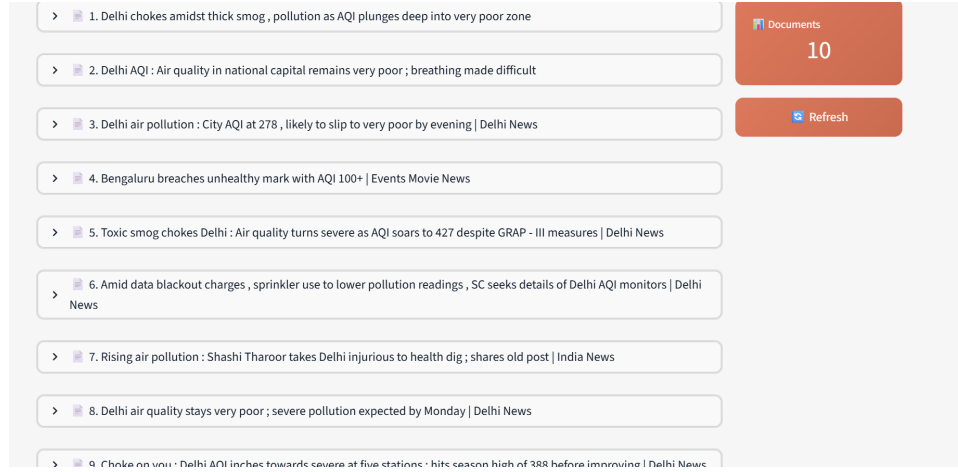 1. Delhi chokes amidst thick smog , pollution as AQI plunges deep into very poor zone
2. Delhi AQI : Air quality in national capital remains very poor ; breathing made difficult
3. Delhi air pollution : City AQI at 278 , likely to slip to very poor by evening | Delhi News
4. Bengaluru breaches unhealthy mark with AQI 100+ | Events Movie News
5. Toxic smog chokes Delhi : Air quality turns severe as AQI soars to 427 despite GRAP - III measures | Delhi News
6. Amid data blackout charges , sprinkler use to lower pollution readings , SC seeks details of Delhi AQI monitors | Delhi
News
7. Rising air pollution : Shashi Tharoor takes Delhi injurious to health dig ; shares old post | India News
8. Delhi air quality stays very poor ; severe pollution expected by Monday | Delhi News
9. Choke on you : Delhi AQI inches towards severe at five stations ; hits season high of 388 before improving | Delhi News
Documents
10
Refresh